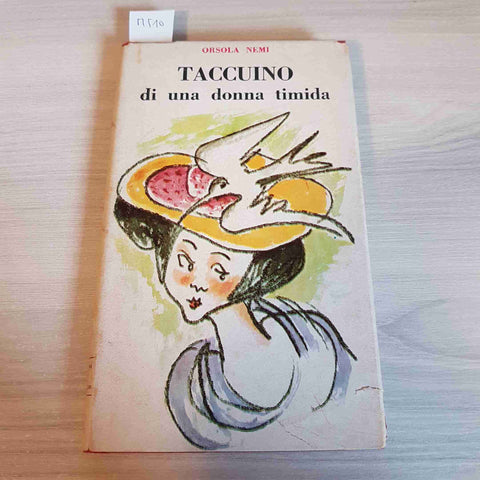 ORSOLA NEMI
TACCUINO
di una donna timida